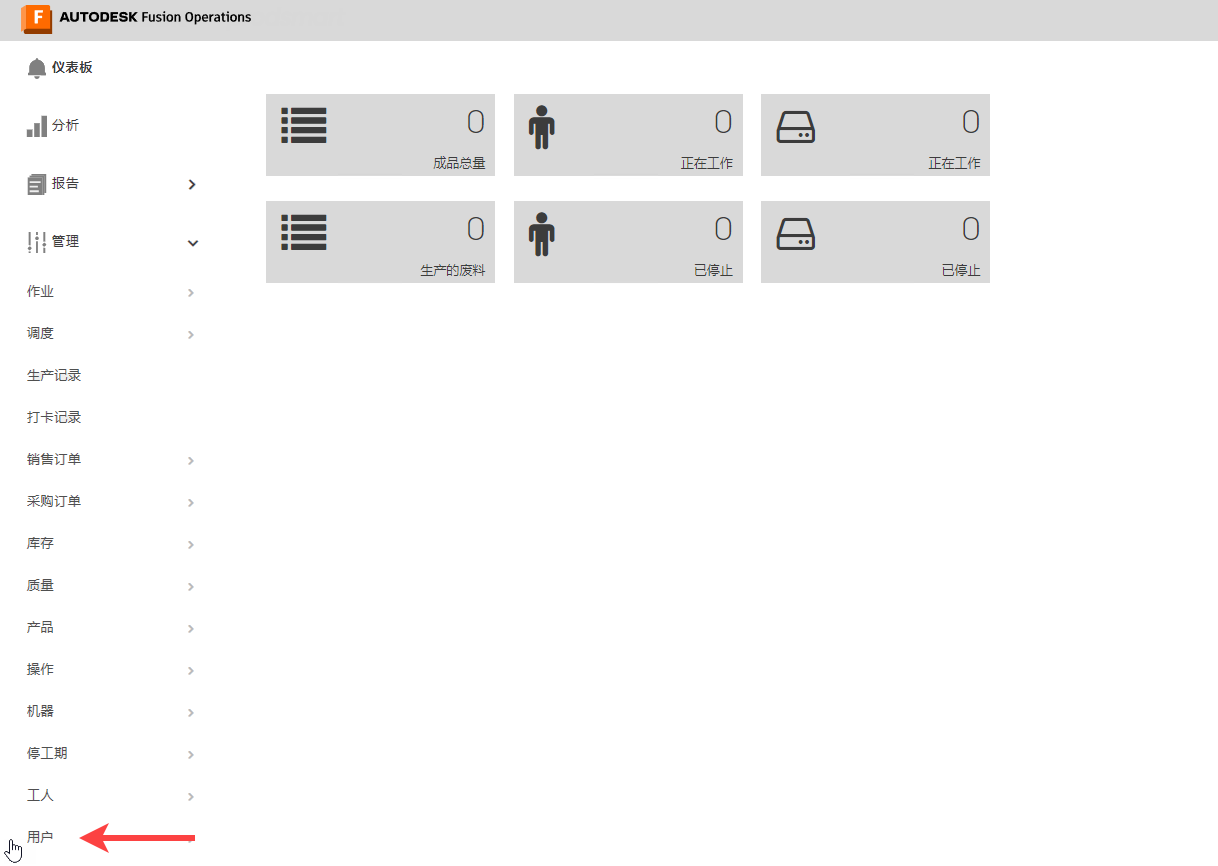 F AUTODESK Fusion Operations
仪表板
分析
报告
管理
作业
调度
生产记录
打卡记录
销售订单
采购订单
库存
质量
产品
操作
机器
停工期
工人
用户
0
成品总量
0
正在工作
0
正在工作
0
生产的废料
0
已停止
0
已停止